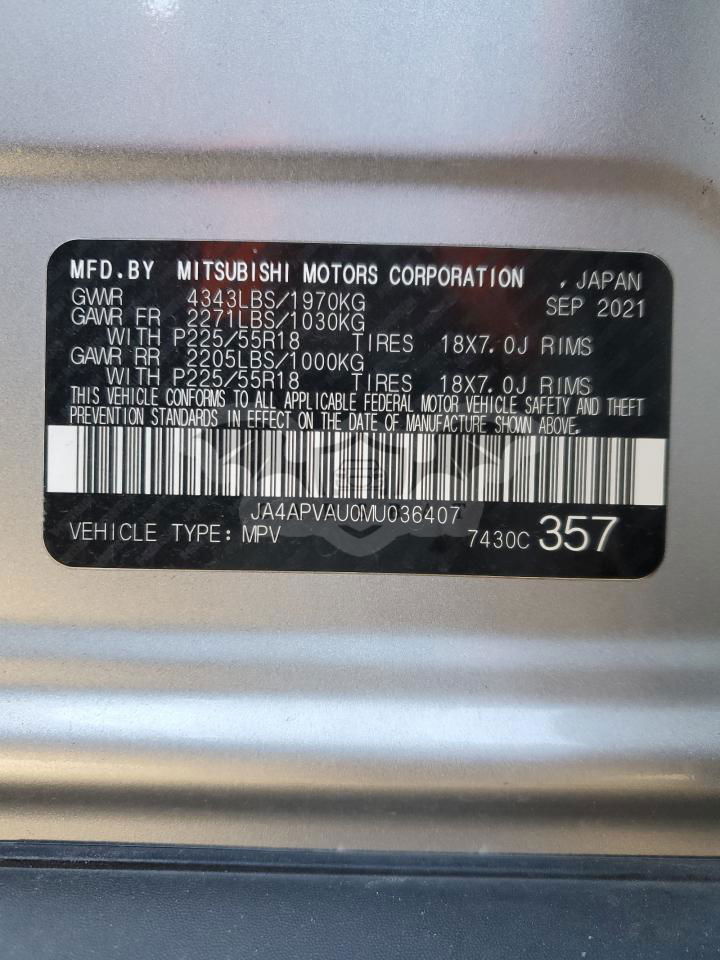 MFD.BY MITSUBISHI MOTORS CORPORATION , JAPAN
GWWR 4343LBS/1970KG SEP 2021
GAWR FR 2271LBS/1030KG
WITH P225/55R18 TIRES 18X7.0J RIMS
GAWR RR 2205LBS/1000KG
WITH P225/55R18 TIRES 18X7.0J RIMS
THIS VEHICLE CONFORMS TO ALL APPLICABLE FEDERAL MOTOR VEHICLE SAFETY AND THEFT
PREVENTION STANDARDS IN EFFECT ON THE DATE OF MANUFACTURE SHOWN ABOVE.
JA4APVAU0MU036407
VEHICLE TYPE: MPV 7430C 357